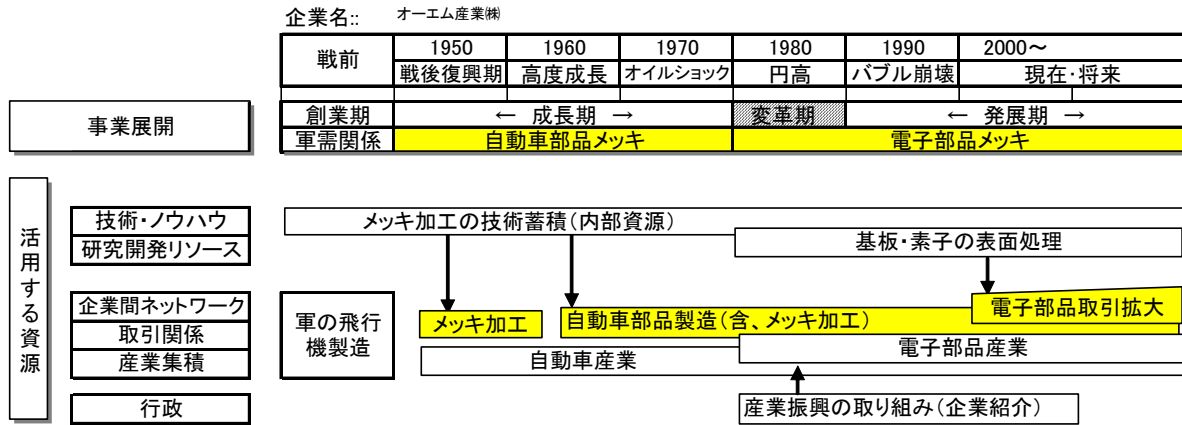 企業名:: オーエム産業㈱
戦前 1950 1960 1970 1980 1990 2000～
戦後復興期 高度成長 オイルショック 円高 バブル崩壊 現在・将来
事業展開 創業期 ← 成長期 → 変革期 ← 発展期 →
軍需関係 自動車部品メッキ 電子部品メッキ
活用する資源
技術・ノウハウ メッキ加工の技術蓄積（内部資源）
研究開発リソース 基板・素子の表面処理
企業間ネットワーク 電子部品取引拡大
軍の飛行機製造 メッキ加工 自動車部品製造（含、メッキ加工）
取引関係 電子部品産業
産業集積 自動車産業
行政 産業振興の取り組み（企業紹介）